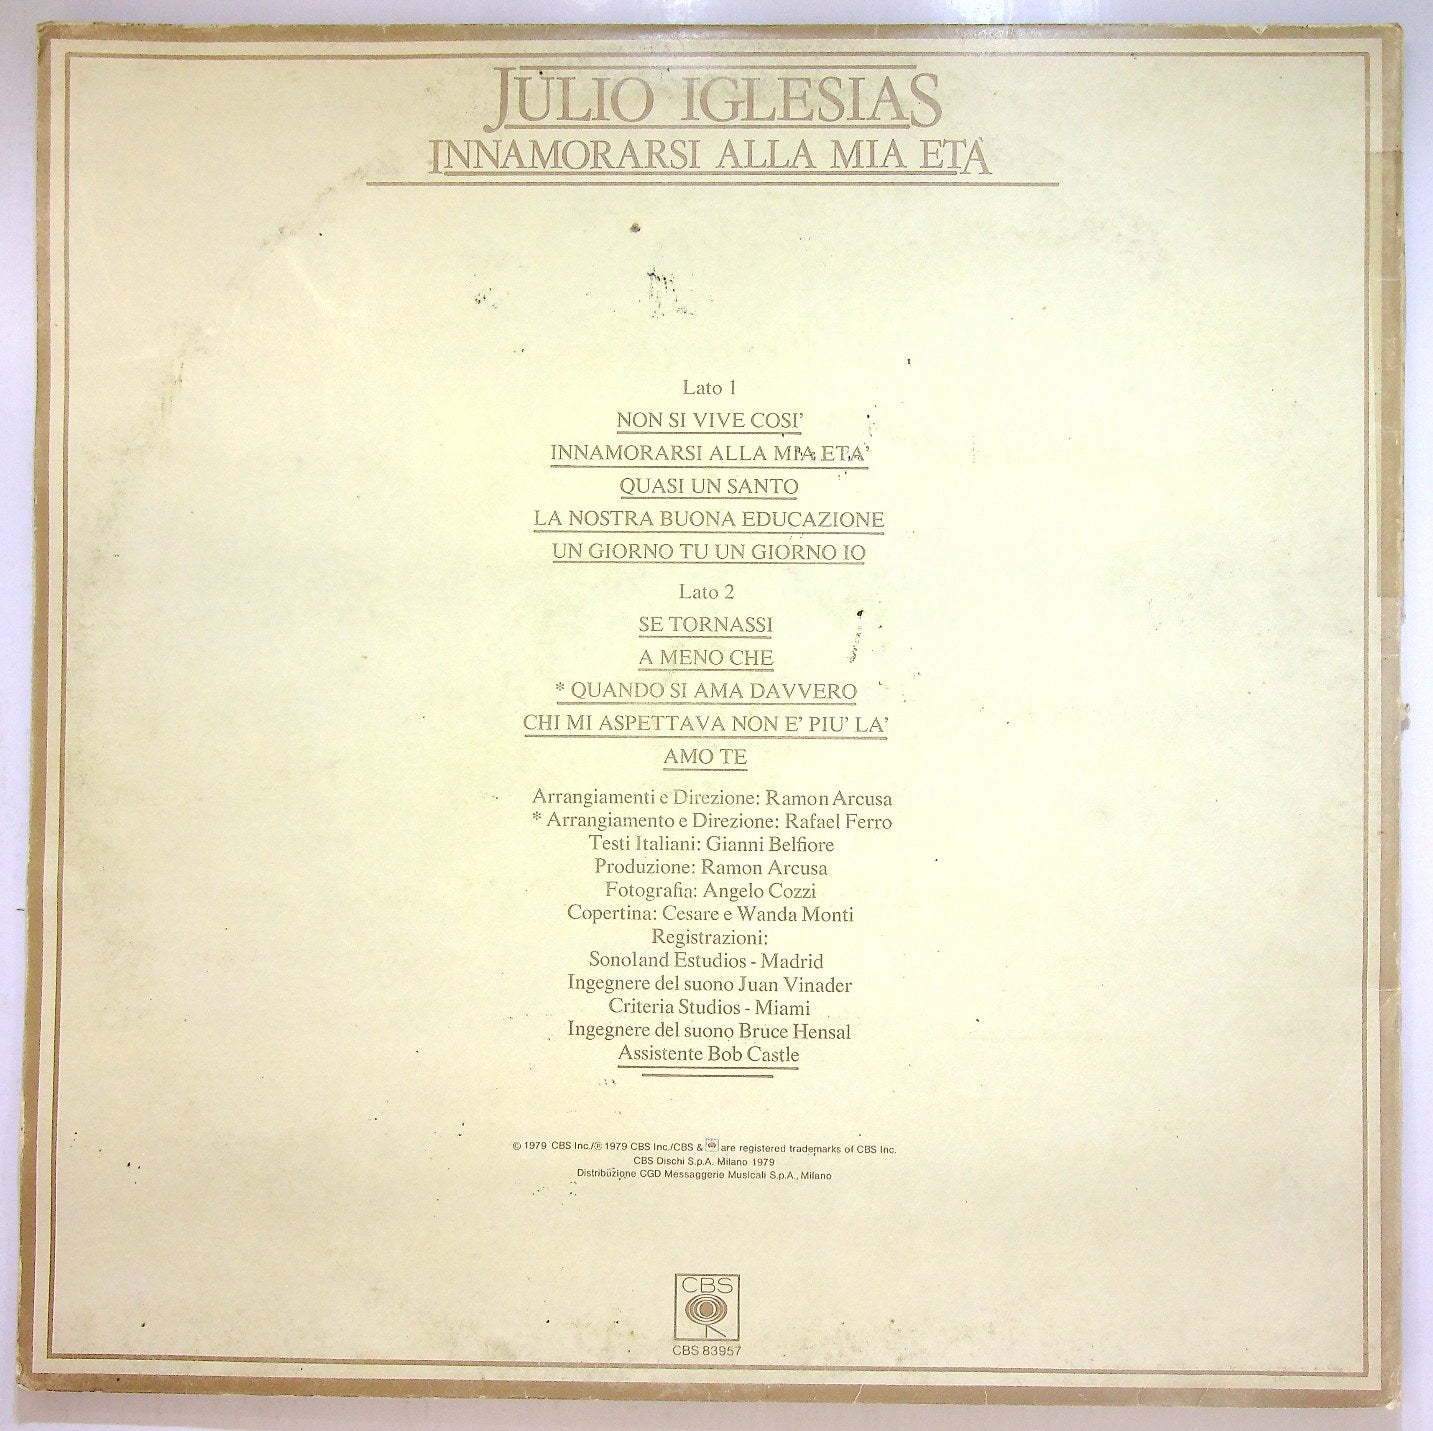 JULIO IGLESIAS
INNAMORARSI ALLA MIA ETÀ
Lato 1
NON SI VIVE COSI'
INNAMORARSI ALLA MIA ETA'
QUASI UN SANTO
LA NOSTRA BUONA EDUCAZIONE
UN GIORNO TU UN GIORNO IO
Lato 2
SE TORNASSI
A MENO CHE
* QUANDO SI AMA DAVVERO
CHI MI ASPETTAVA NON E' PIU' LA'
AMO TE
Arrangiamenti e Direzione: Ramon Arcusa
* Arrangiamento e Direzione: Rafael Ferro
Testi Italiani: Gianni Belfiore
Produzione: Ramon Arcusa
Fotografia: Angelo Cozzi
Copertina: Cesare e Wanda Monti
Registrazioni:
Sonoland Estudios - Madrid
Ingegnere del suono Juan Vinader
Criteria Studios - Miami
Ingegnere del suono Bruce Hensal
Assistente Bob Castle
© 1979 CBS Inc./℗ 1979 CBS Inc./CBS & are registered trademarks of CBS Inc.
CBS Dischi S.p.A. Milano 1979
Distribuzione CGD Messaggerie Musicali S.p.A., Milano
CBS
CBS 83957